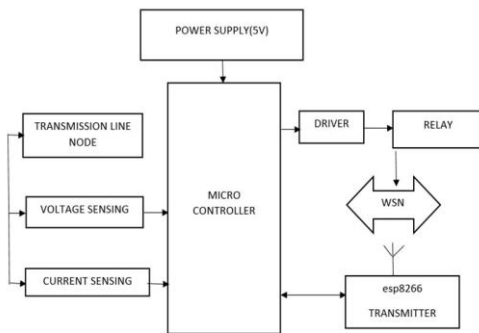 POWER SUPPLY(5V)
TRANSMISSION LINE
NODE
DRIVER
RELAY
VOLTAGE SENSING
MICRO
CONTROLLER
WSN
CURRENT SENSING
esp8266
TRANSMITTER